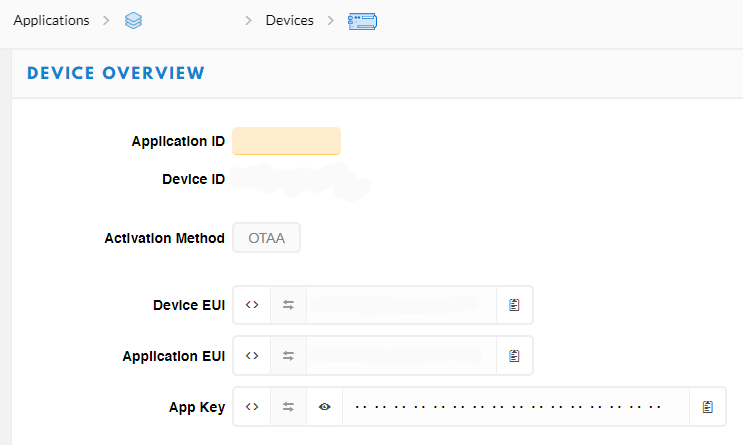 Applications > > Devices >
DEVICE OVERVIEW
Application ID
Device ID
Activation Method OTAA
Device EUI <>
Application EUI <>
App Key <> ·· ·· ·· ·· ·· ·· ·· ·· ·· ·· ·· ·· ·· ·· ·· ··